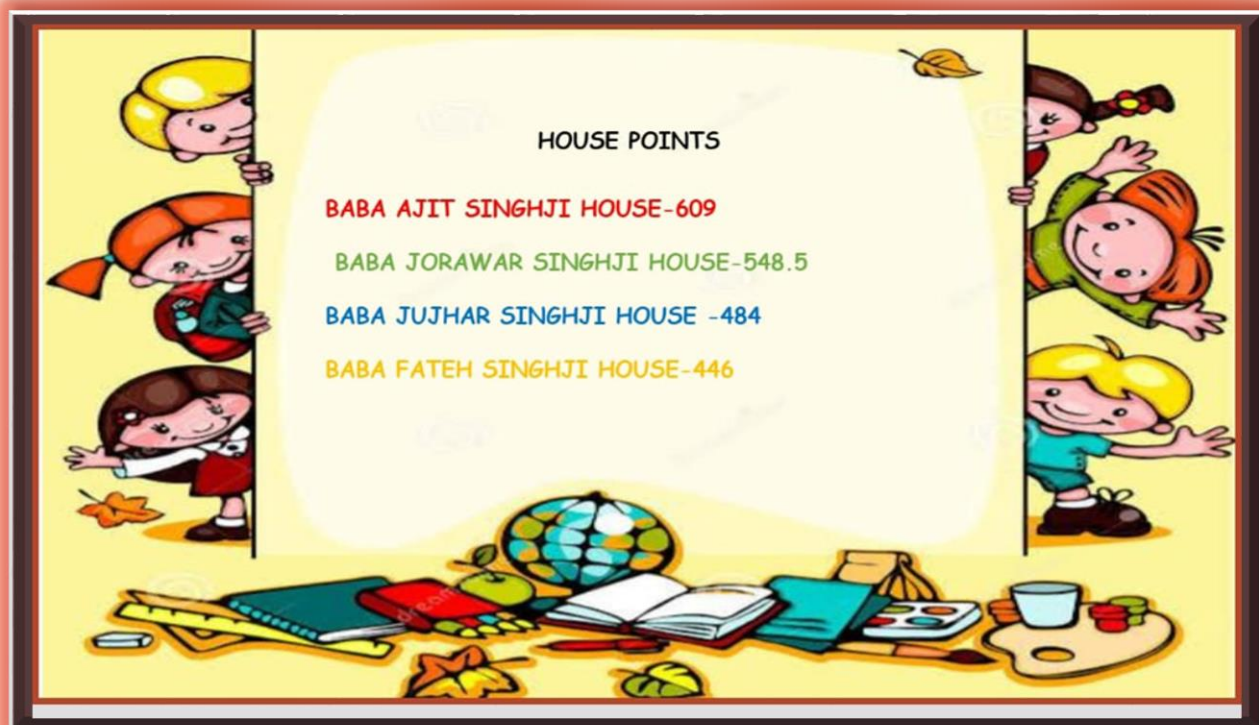 HOUSE POINTS
BABA AJIT SINGHJI HOUSE-609
BABA JORAWAR SINGHJI HOUSE-548.5
BABA JUJHAR SINGHJI HOUSE -484
BABA FATEH SINGHJI HOUSE-446